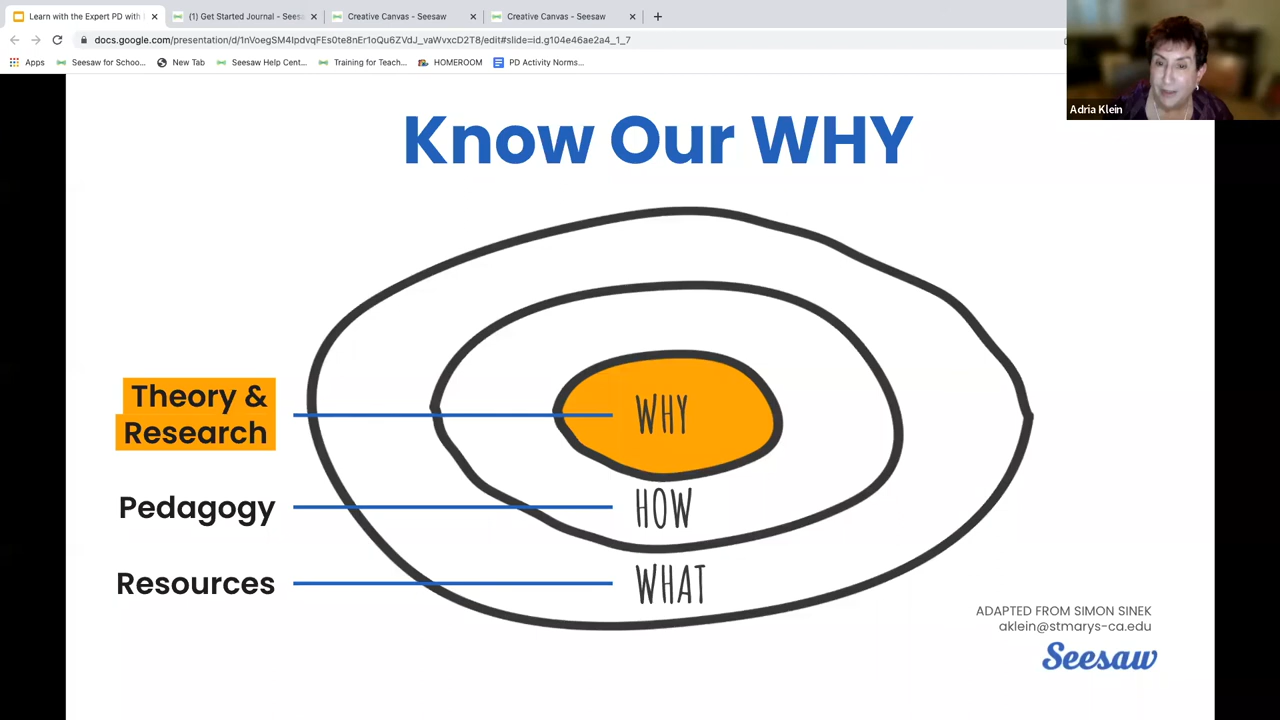 Learn with the Expert PD with
(1) Get Started Journal - Sees
Creative Canvas - Seesaw
Creative Canvas - Seesaw
docs.google.com/presentation/d/1nVoegSM4IpdvqFEs0te8nEr1oQu6ZVdJ_vaWvxcD2T8/edit#slide=id.g104e46ae2a4_1_7
Apps
Seesaw for Schoo...
New Tab
Seesaw Help Cent...
Training for Teach...
HOMEROOM
PD Activity Norms...
Adria Klein
Know Our WHY
Theory &
Research
WHY
Pedagogy
HOW
Resources
WHAT
ADAPTED FROM SIMON SINEK
aklein@stmarys-ca.edu
Seesaw